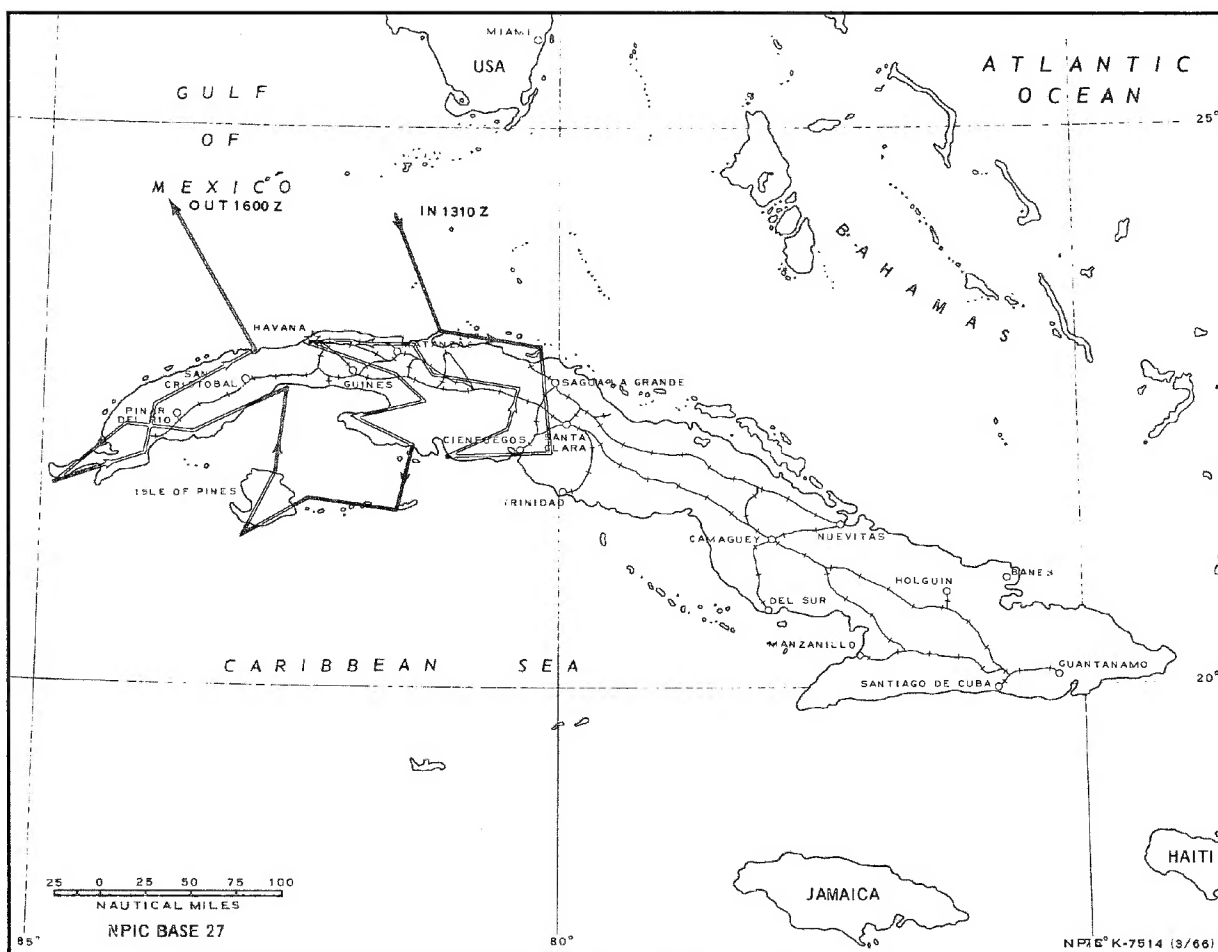 MIAMI
USA
ATLANTIC
OCEAN
GULF
OF
MEXICO
25°
OUT 1600 Z
IN 1310 Z
BAHAMAS
HAVANA
SAN
CRISTOBAL
GUINES
SAGUA LA GRANDE
PINAR
DEL RIO
CIENFUEGOS
SANTA
CLARA
ISLE OF PINES
TRINIDAD
CAMAGUEY
NUEVITAS
BANES
HOLGUIN
DEL SUR
MANZANILLO
CARIBBEAN SEA
GUANTANAMO
SANTIAGO DE CUBA
20°
HAITI
JAMAICA
25 0 25 50 75 100
NAUTICAL MILES
NPIC BASE 27
85°
80°
K-7514 (3/66)